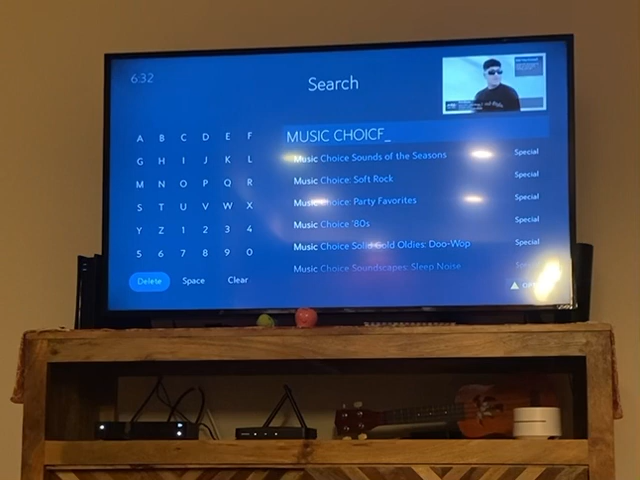 6:32
Search
A B C D E F
G H I J K L
M N O P Q R
S T U V W X
Y Z 1 2 3 4
5 6 7 8 9 0
Delete Space Clear
MUSIC CHOICE_
Music Choice Sounds of the Seasons Special
Music Choice: Soft Rock Special
Music Choice: Party Favorites Special
Music Choice '80s Special
Music Choice Solid Gold Oldies: Doo-Wop Special
Music Choice Soundscapes: Sleep Noise